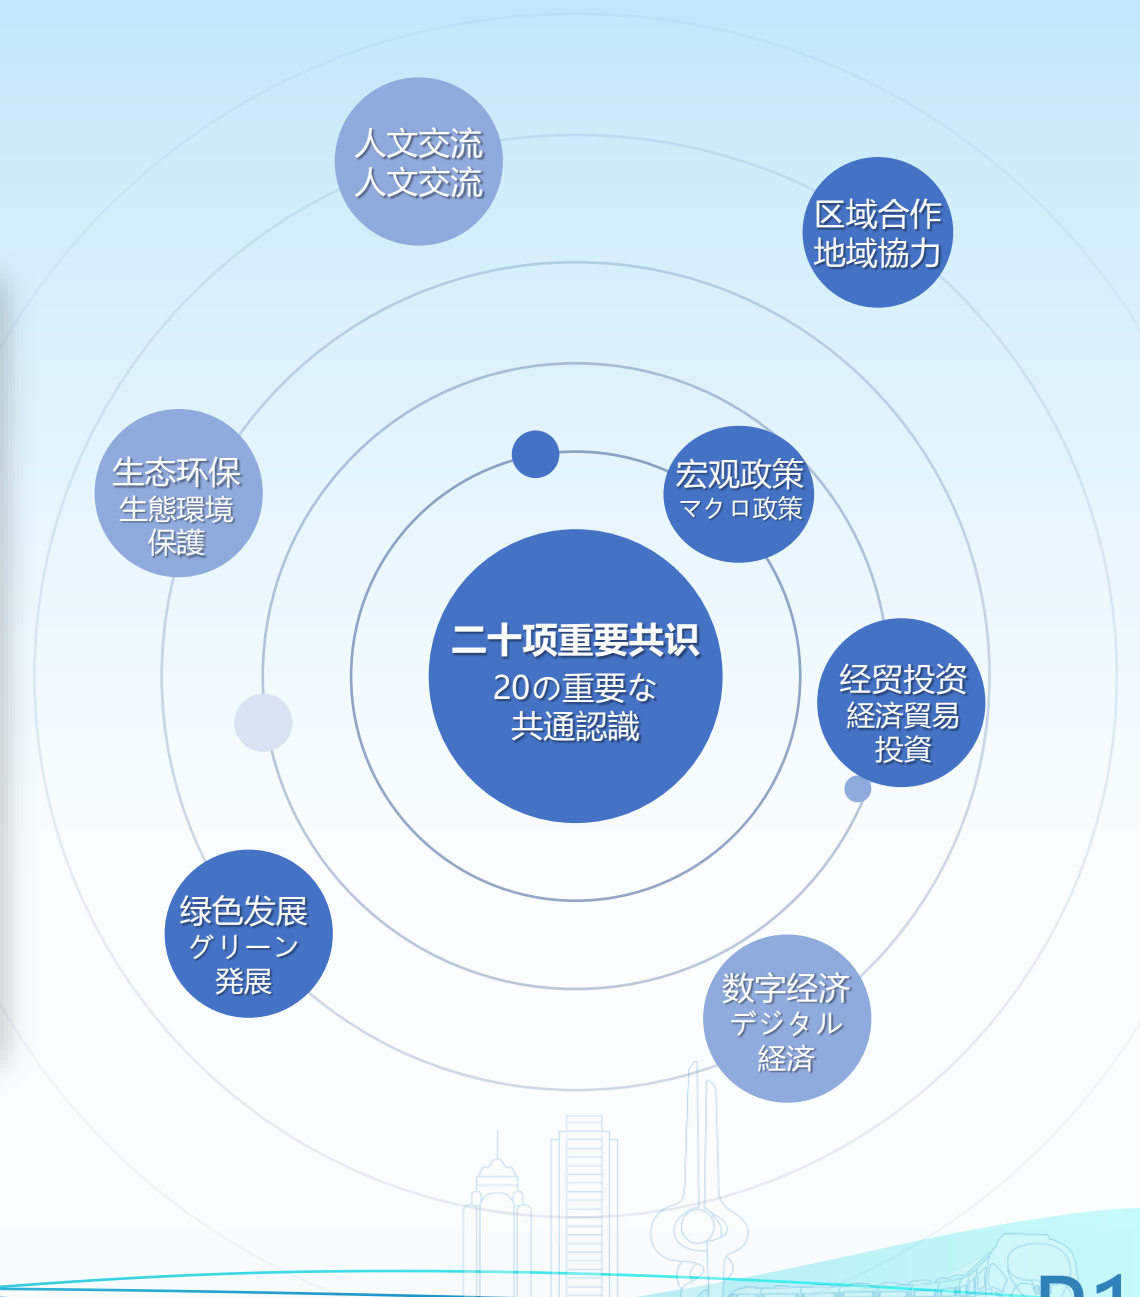 人文交流
人文交流
区域合作
地域協力
宏观政策
マクロ政策
生态环保
生態環境
保護
二十项重要共识
20の重要な
共通認識
经贸投资
経済貿易
投資
绿色发展
グリーン
発展
数字经济
デジタル
経済